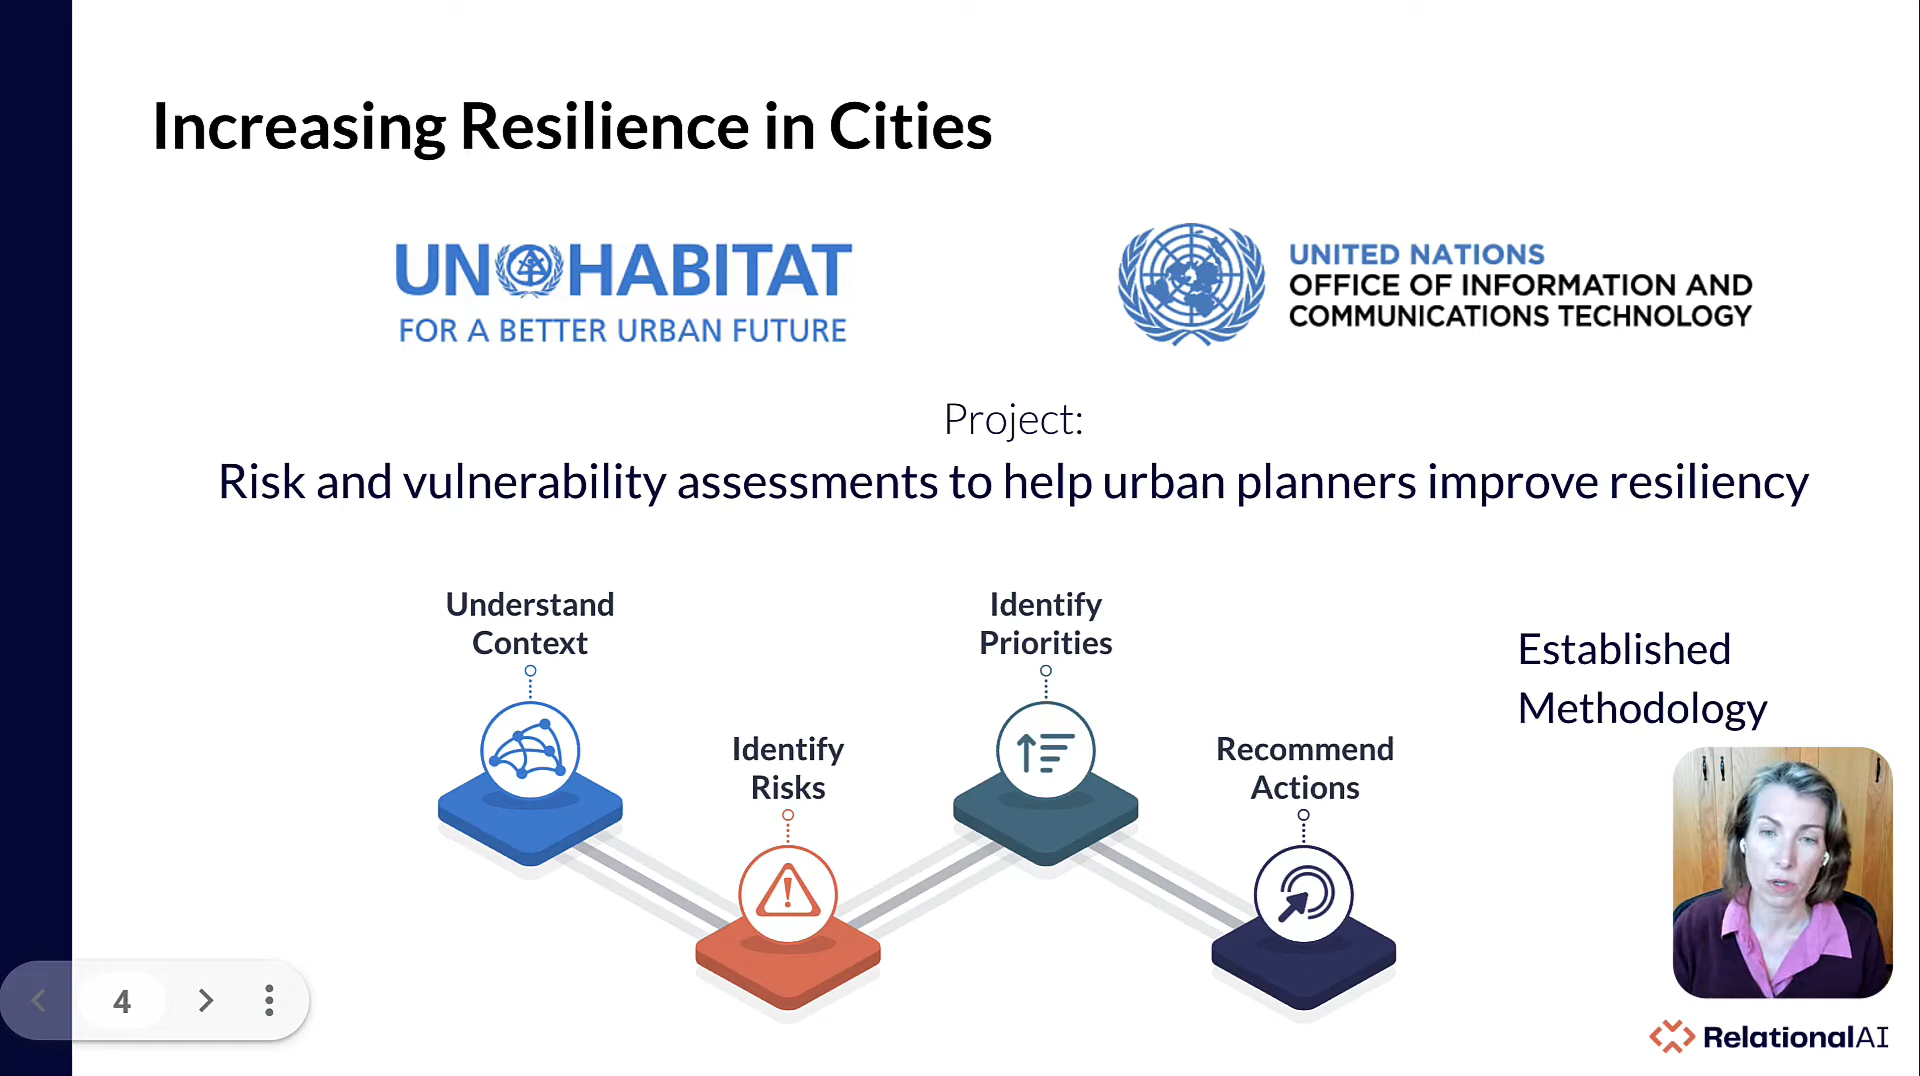 Increasing Resilience in Cities
UN HABITAT
FOR A BETTER URBAN FUTURE
UNITED NATIONS
OFFICE OF INFORMATION AND
COMMUNICATIONS TECHNOLOGY
Project:
Risk and vulnerability assessments to help urban planners improve resiliency
Understand
Context
Identify
Risks
Identify
Priorities
Recommend
Actions
Established
Methodology
4
RelationalAI